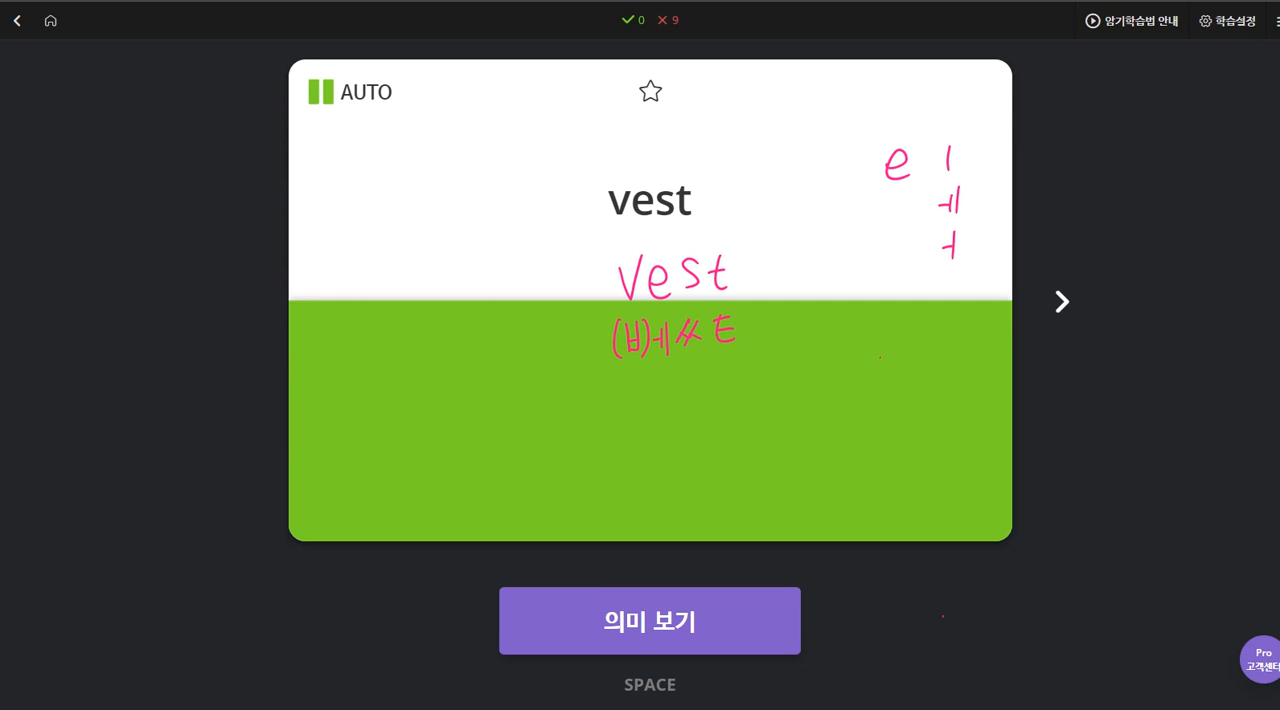 0 9 암기학습법 안내 학습설정
AUTO
vest
e ㅣ
ㅔ
ㅓ
vest
(ㅂ)ㅔㅆㅌ
의미 보기
SPACE
Pro
고객센터